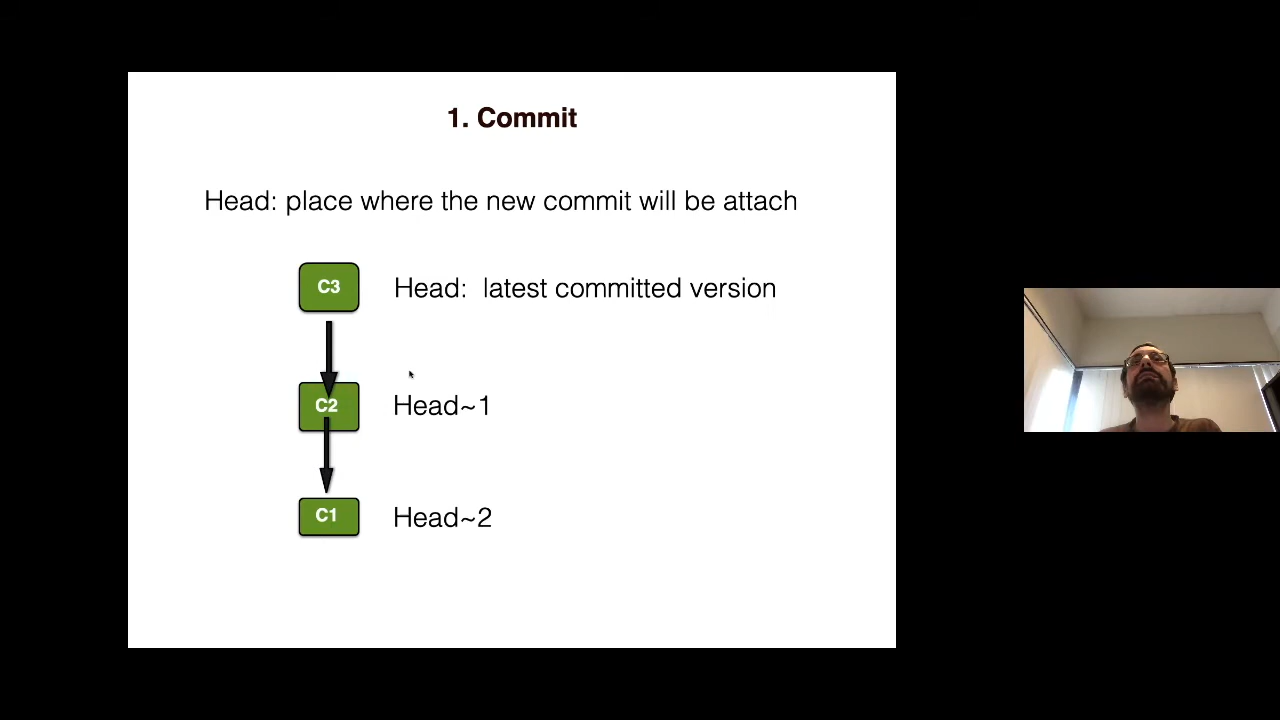 1. Commit
Head: place where the new commit will be attach
C3
Head: latest committed version
C2
Head~1
C1
Head~2